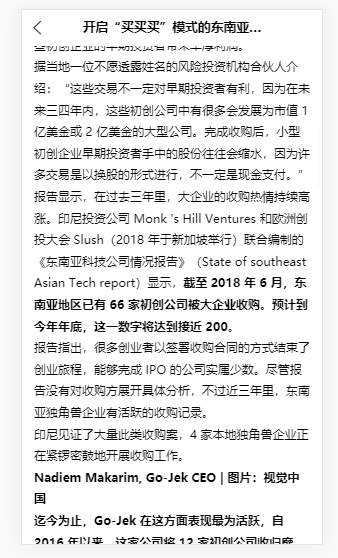 开启“买买买”模式的东南亚...
些初创企业的早期投资者带来丰厚利润。
据当地一位不愿透露姓名的风险投资机构合伙人介
绍：“这些交易不一定对早期投资者有利，因为在未
来三四年内，这些初创公司中有很多会发展为市值 1
亿美金或 2 亿美金的大型公司。完成收购后，小型
初创企业早期投资者手中的股份往往会缩水，因为许
多交易是以换股的形式进行，不一定是现金支付。”
报告显示，在过去三年里，大企业的收购热情持续高
涨。印尼投资公司 Monk 's Hill Ventures 和欧洲创
投大会 Slush（2018 年于新加坡举行）联合编制的
《东南亚科技公司情况报告》（State of southeast
Asian Tech report）显示，截至 2018 年 6 月，东
南亚地区已有 66 家初创公司被大企业收购。预计到
今年年底，这一数字将达到接近 200。
报告指出，很多创业者以签署收购合同的方式结束了
创业旅程，能够完成 IPO 的公司实属少数。尽管报
告没有对收购方展开具体分析，不过近三年里，东南
亚独角兽企业有活跃的收购记录。
印尼见证了大量此类收购案，4 家本地独角兽企业正
在紧锣密鼓地开展收购工作。
Nadiem Makarim, Go-Jek CEO | 图片：视觉中
国
迄今为止，Go-Jek 在这方面表现最为活跃，自
2016 年以来，这家公司将 12 家初创公司收归麾